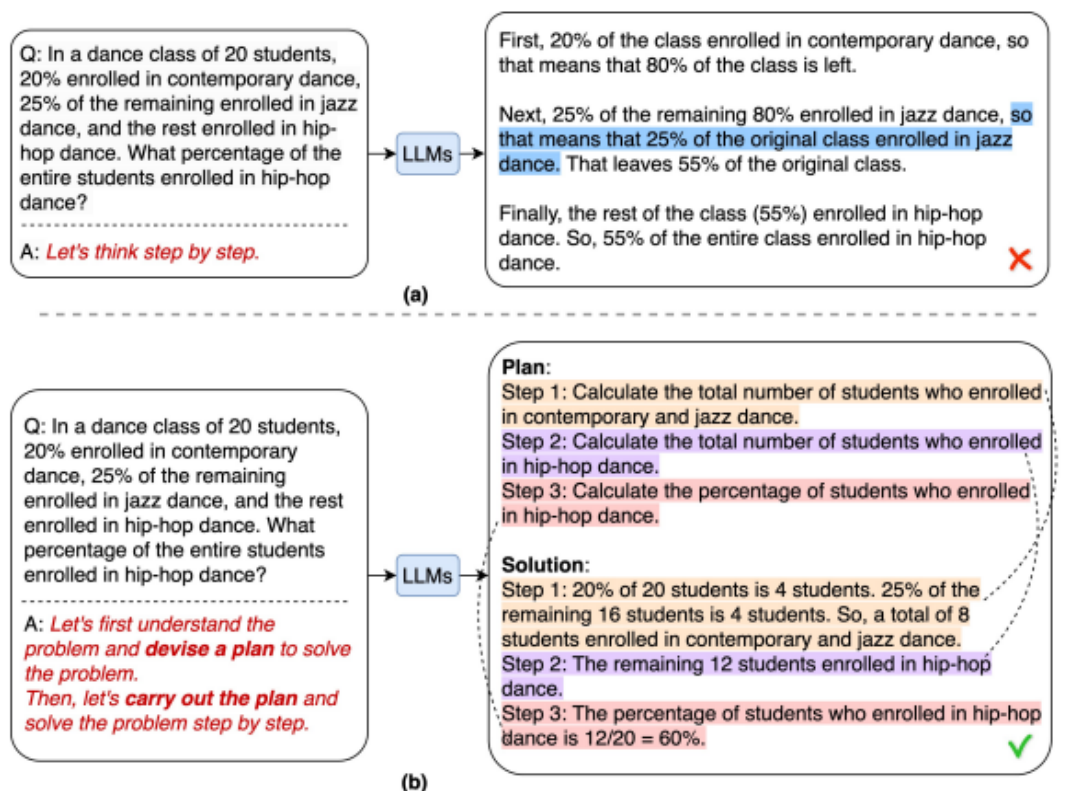 Q: In a dance class of 20 students,
20% enrolled in contemporary dance,
25% of the remaining enrolled in jazz
dance, and the rest enrolled in hip-
hop dance. What percentage of the
entire students enrolled in hip-hop
dance?
A: Let's think step by step.
LLMs
First, 20% of the class enrolled in contemporary dance, so
that means that 80% of the class is left.
Next, 25% of the remaining 80% enrolled in jazz dance, so
that means that 25% of the original class enrolled in jazz
dance. That leaves 55% of the original class.
Finally, the rest of the class (55%) enrolled in hip-hop
dance. So, 55% of the entire class enrolled in hip-hop
dance.
(a)
Q: In a dance class of 20 students,
20% enrolled in contemporary
dance, 25% of the remaining
enrolled in jazz dance, and the rest
enrolled in hip-hop dance. What
percentage of the entire students
enrolled in hip-hop dance?
A: Let's first understand the
problem and devise a plan to solve
the problem.
Then, let's carry out the plan and
solve the problem step by step.
LLMs
Plan:
Step 1: Calculate the total number of students who enrolled
in contemporary and jazz dance.
Step 2: Calculate the total number of students who enrolled
in hip-hop dance.
Step 3: Calculate the percentage of students who enrolled
in hip-hop dance.
Solution:
Step 1: 20% of 20 students is 4 students. 25% of the
remaining 16 students is 4 students. So, a total of 8
students enrolled in contemporary and jazz dance.
Step 2: The remaining 12 students enrolled in hip-hop
dance.
Step 3: The percentage of students who enrolled in hip-hop
dance is 12/20 = 60%.
(b)